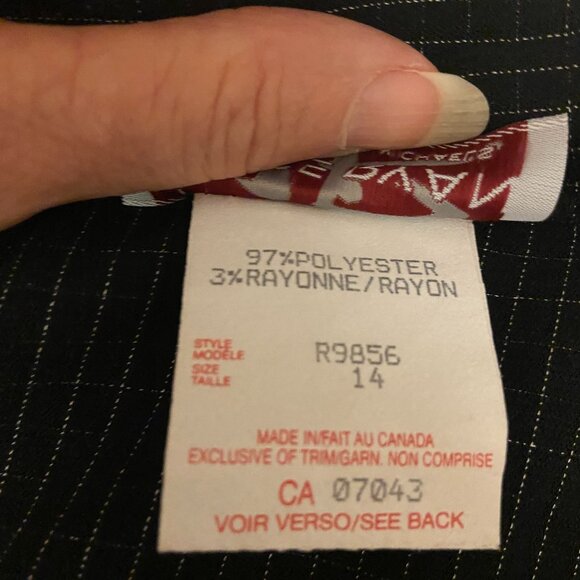 97%POLYESTER
3%RAYONNE/RAYON
STYLE
MODÈLE R9856
SIZE
TAILLE 14
MADE IN/FAIT AU CANADA
EXCLUSIVE OF TRIM/GARN. NON COMPRISE
CA 07043
VOIR VERSO/SEE BACK